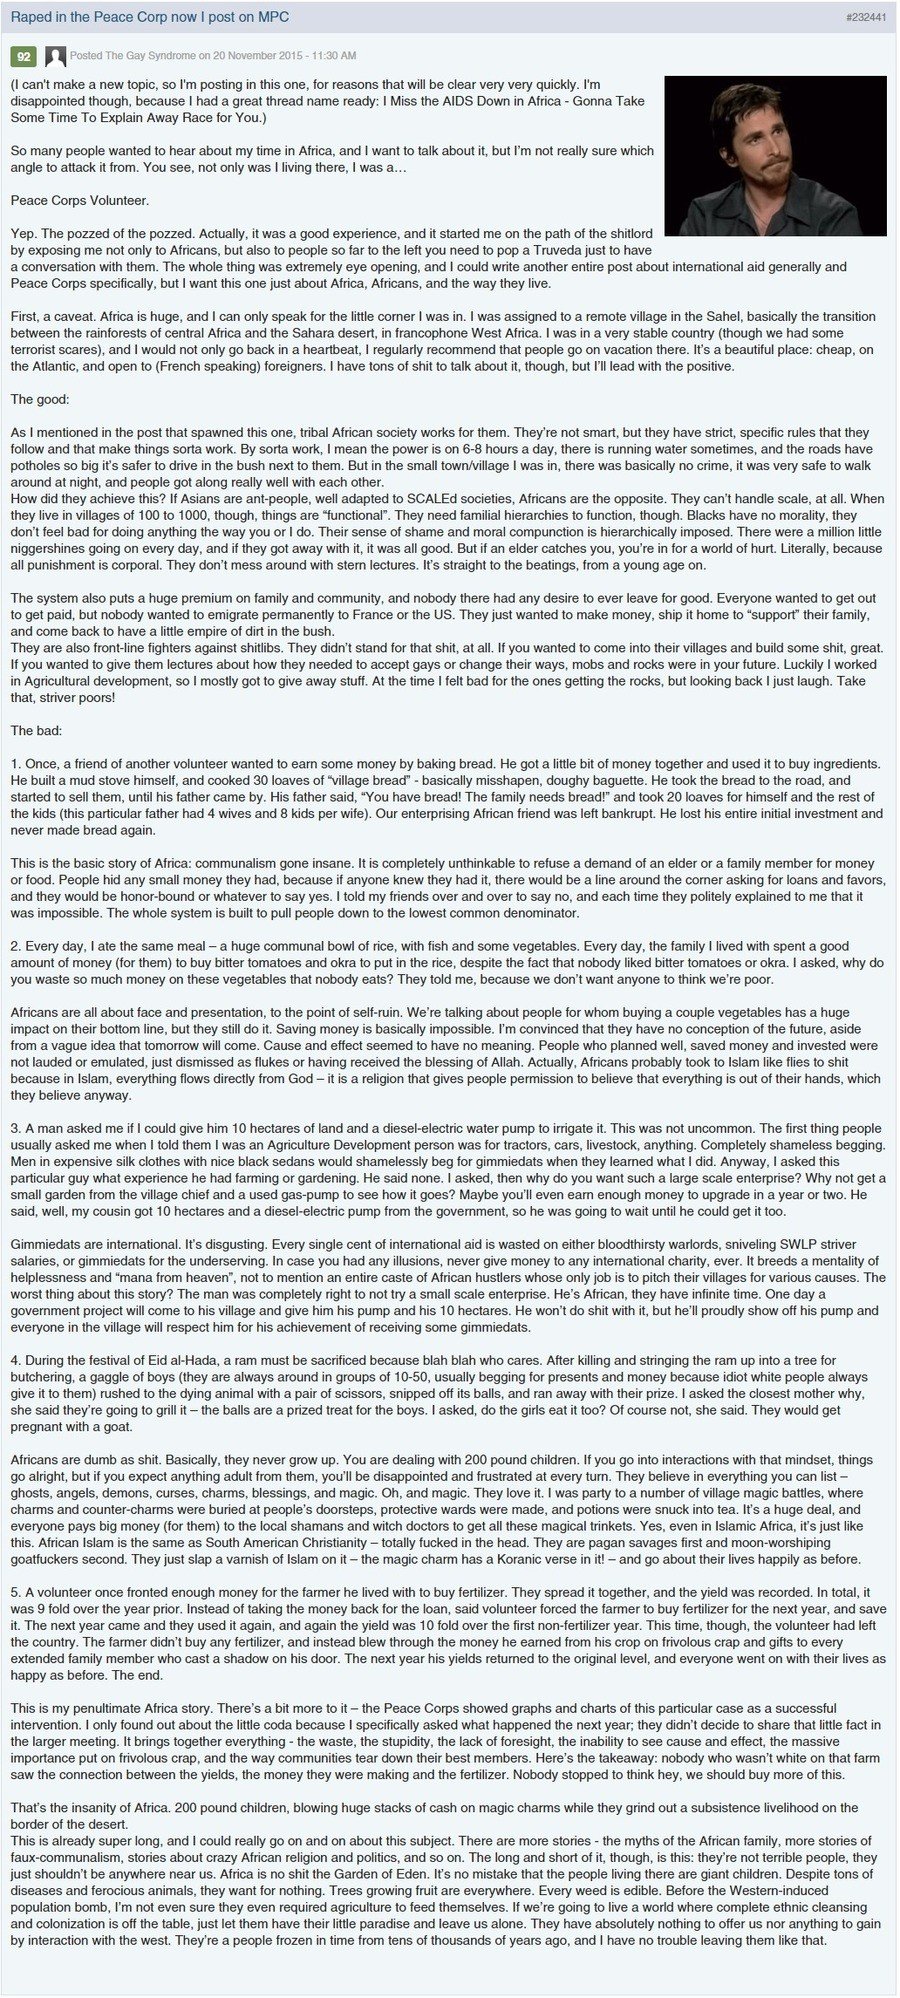 Raped in the Peace Corp now I post on MPC
#232441
92
Posted The Gay Syndrome on 20 November 2015 - 11:30 AM
(I can't make a new topic, so I'm posting in this one, for reasons that will be clear very very quickly. I'm
disappointed though, because I had a great thread name ready: I Miss the AIDS Down in Africa - Gonna Take
Some Time To Explain Away Race for You.)
So many people wanted to hear about my time in Africa, and I want to talk about it, but I'm not really sure which
angle to attack it from. You see, not only was I living there, I was a…
Peace Corps Volunteer.
Yep. The pozzed of the pozzed. Actually, it was a good experience, and it started me on the path of the shitlord
by exposing me not only to Africans, but also to people so far to the left you need to pop a Truveda just to have
a conversation with them. The whole thing was extremely eye opening, and I could write another entire post about international aid generally and
Peace Corps specifically, but I want this one just about Africa, Africans, and the way they live.
First, a caveat. Africa is huge, and I can only speak for the little corner I was in. I was assigned to a remote village in the Sahel, basically the transition
between the rainforests of central Africa and the Sahara desert, in francophone West Africa. I was in a very stable country (though we had some
terrorist scares), and I would not only go back in a heartbeat, I regularly recommend that people go on vacation there. It's a beautiful place: cheap, on
the Atlantic, and open to (French speaking) foreigners. I have tons of shit to talk about it, though, but I'll lead with the positive.
The good:
As I mentioned in the post that spawned this one, tribal African society works for them. They're not smart, but they have strict, specific rules that they
follow and that make things sorta work. By sorta work, I mean the power is on 6-8 hours a day, there is running water sometimes, and the roads have
potholes so big it's safer to drive in the bush next to them. But in the small town/village I was in, there was basically no crime, it was very safe to walk
around at night, and people got along really well with each other.
How did they achieve this? If Asians are ant-people, well adapted to SCALEd societies, Africans are the opposite. They can't handle scale, at all. When
they live in villages of 100 to 1000, though, things are “functional”. They need familial hierarchies to function, though. Blacks have no morality, they
don't feel bad for doing anything the way you or I do. Their sense of shame and moral compunction is hierarchically imposed. There were a million little
niggershines going on every day, and if they got away with it, it was all good. But if an elder catches you, you're in for a world of hurt. Literally, because
all punishment is corporal. They don't mess around with stern lectures. It's straight to the beatings, from a young age on.
The system also puts a huge premium on family and community, and nobody there had any desire to ever leave for good. Everyone wanted to get out
to get paid, but nobody wanted to emigrate permanently to France or the US. They just wanted to make money, ship it home to “support” their family,
and come back to have a little empire of dirt in the bush.
They are also front-line fighters against shitlibs. They didn't stand for that shit, at all. If you wanted to come into their villages and build some shit, great.
If you wanted to give them lectures about how they needed to accept gays or change their ways, mobs and rocks were in your future. Luckily I worked
in Agricultural development, so I mostly got to give away stuff. At the time I felt bad for the ones getting the rocks, but looking back I just laugh. Take
that, striver poors!
The bad:
1. Once, a friend of another volunteer wanted to earn some money by baking bread. He got a little bit of money together and used it to buy ingredients.
He built a mud stove himself, and cooked 30 loaves of “village bread” - basically misshapen, doughy baguette. He took the bread to the road, and
started to sell them, until his father came by. His father said, “You have bread! The family needs bread!” and took 20 loaves for himself and the rest of
the kids (this particular father had 4 wives and 8 kids per wife). Our enterprising African friend was left bankrupt. He lost his entire initial investment and
never made bread again.
This is the basic story of Africa: communalism gone insane. It is completely unthinkable to refuse a demand of an elder or a family member for money
or food. People hid any small money they had, because if anyone knew they had it, there would be a line around the corner asking for loans and favors,
and they would be honor-bound or whatever to say yes. I told my friends over and over to say no, and each time they politely explained to me that it
was impossible. The whole system is built to pull people down to the lowest common denominator.
2. Every day, I ate the same meal – a huge communal bowl of rice, with fish and some vegetables. Every day, the family I lived with spent a good
amount of money (for them) to buy bitter tomatoes and okra to put in the rice, despite the fact that nobody liked bitter tomatoes or okra. I asked, why do
you waste so much money on these vegetables that nobody eats? They told me, because we don't want anyone to think we're poor.
Africans are all about face and presentation, to the point of self-ruin. We're talking about people for whom buying a couple vegetables has a huge
impact on their bottom line, but they still do it. Saving money is basically impossible. I'm convinced that they have no conception of the future, aside
from a vague idea that tomorrow will come. Cause and effect seemed to have no meaning. People who planned well, saved money and invested were
not lauded or emulated, just dismissed as flukes or having received the blessing of Allah. Actually, Africans probably took to Islam like flies to shit
because in Islam, everything flows directly from God – it is a religion that gives people permission to believe that everything is out of their hands, which
they believe anyway.
3. A man asked me if I could give him 10 hectares of land and a diesel-electric water pump to irrigate it. This was not uncommon. The first thing people
usually asked me when I told them I was an Agriculture Development person was for tractors, cars, livestock, anything. Completely shameless begging.
Men in expensive silk clothes with nice black sedans would shamelessly beg for gimmiedats when they learned what I did. Anyway, I asked this
particular guy what experience he had farming or gardening. He said none. I asked, then why do you want such a large scale enterprise? Why not get a
small garden from the village chief and a used gas-pump to see how it goes? Maybe you'll even earn enough money to upgrade in a year or two. He
said, well, my cousin got 10 hectares and a diesel-electric pump from the government, so he was going to wait until he could get it too.
Gimmiedats are international. It's disgusting. Every single cent of international aid is wasted on either bloodthirsty warlords, sniveling SWLP striver
salaries, or gimmiedats for the underserving. In case you had any illusions, never give money to any international charity, ever. It breeds a mentality of
helplessness and “mana from heaven”, not to mention an entire caste of African hustlers whose only job is to pitch their villages for various causes. The
worst thing about this story? The man was completely right to not try a small scale enterprise. He's African, they have infinite time. One day a
government project will come to his village and give him his pump and his 10 hectares. He won't do shit with it, but he'll proudly show off his pump and
everyone in the village will respect him for his achievement of receiving some gimmiedats.
4. During the festival of Eid al-Hada, a ram must be sacrificed because blah blah who cares. After killing and stringing the ram up into a tree for
butchering, a gaggle of boys (they are always around in groups of 10-50, usually begging for presents and money because idiot white people always
give it to them) rushed to the dying animal with a pair of scissors, snipped off its balls, and ran away with their prize. I asked the closest mother why,
she said they're going to grill it – the balls are a prized treat for the boys. I asked, do the girls eat it too? Of course not, she said. They would get
pregnant with a goat.
Africans are dumb as shit. Basically, they never grow up. You are dealing with 200 pound children. If you go into interactions with that mindset, things
go alright, but if you expect anything adult from them, you'll be disappointed and frustrated at every turn. They believe in everything you can list –
ghosts, angels, demons, curses, charms, blessings, and magic. Oh, and magic. They love it. I was party to a number of village magic battles, where
charms and counter-charms were buried at people's doorsteps, protective wards were made, and potions were snuck into tea. It's a huge deal, and
everyone pays big money (for them) to the local shamans and witch doctors to get all these magical trinkets. Yes, even in Islamic Africa, it's just like
this. African Islam is the same as South American Christianity – totally fucked in the head. They are pagan savages first and moon-worshiping
goatfuckers second. They just slap a varnish of Islam on it – the magic charm has a Koranic verse in it! – and go about their lives happily as before.
5. A volunteer once fronted enough money for the farmer he lived with to buy fertilizer. They spread it together, and the yield was recorded. In total, it
was 9 fold over the year prior. Instead of taking the money back for the loan, said volunteer forced the farmer to buy fertilizer for the next year, and save
it. The next year came and they used it again, and again the yield was 10 fold over the first non-fertilizer year. This time, though, the volunteer had left
the country. The farmer didn't buy any fertilizer, and instead blew through the money he earned from his crop on frivolous crap and gifts to every
extended family member who cast a shadow on his door. The next year his yields returned to the original level, and everyone went on with their lives as
happy as before. The end.
This is my penultimate Africa story. There's a bit more to it – the Peace Corps showed graphs and charts of this particular case as a successful
intervention. I only found out about the little coda because I specifically asked what happened the next year; they didn't decide to share that little fact in
the larger meeting. It brings together everything - the waste, the stupidity, the lack of foresight, the inability to see cause and effect, the massive
importance put on frivolous crap, and the way communities tear down their best members. Here's the takeaway: nobody who wasn't white on that farm
saw the connection between the yields, the money they were making and the fertilizer. Nobody stopped to think hey, we should buy more of this.
That's the insanity of Africa. 200 pound children, blowing huge stacks of cash on magic charms while they grind out a subsistence livelihood on the
border of the desert.
This is already super long, and I could really go on and on about this subject. There are more stories - the myths of the African family, more stories of
faux-communalism, stories about crazy African religion and politics, and so on. The long and short of it, though, is this: they're not terrible people, they
just shouldn't be anywhere near us. Africa is no shit the Garden of Eden. It's no mistake that the people living there are giant children. Despite tons of
diseases and ferocious animals, they want for nothing. Trees growing fruit are everywhere. Every weed is edible. Before the Western-induced
population bomb, I'm not even sure they even required agriculture to feed themselves. If we're going to live a world where complete ethnic cleansing
and colonization is off the table, just let them have their little paradise and leave us alone. They have absolutely nothing to offer us nor anything to gain
by interaction with the west. They're a people frozen in time from tens of thousands of years ago, and I have no trouble leaving them like that.